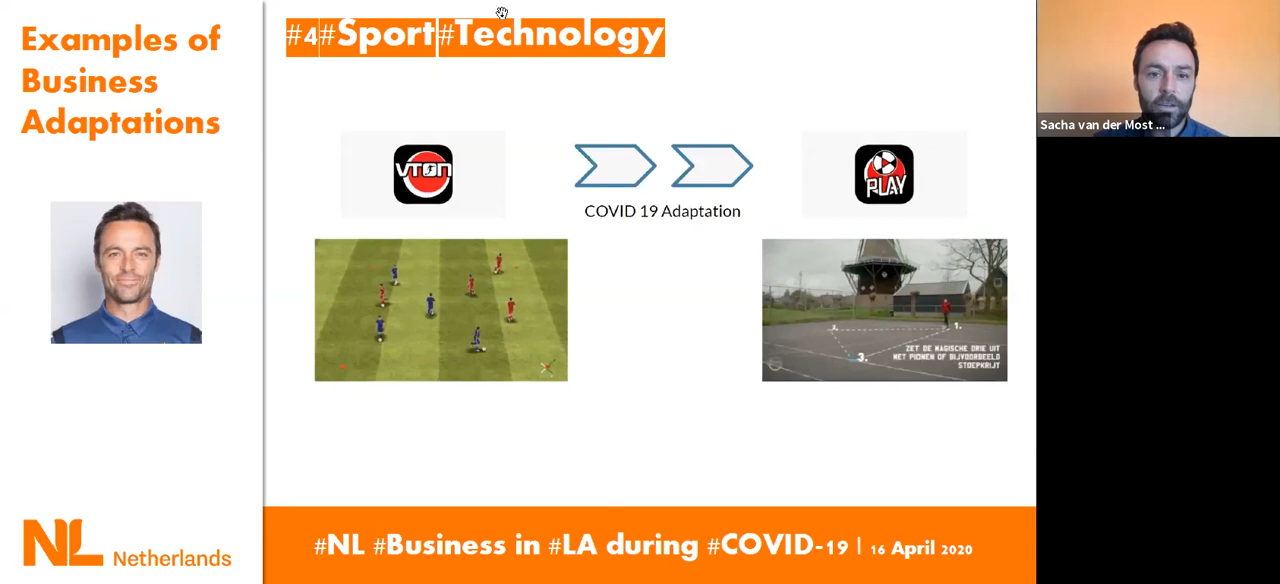 Examples of
Business
Adaptations
#4#Sport#Technology
VTON
PLAY
COVID 19 Adaptation
1.
3.
ZET DE MAGISCHE DRIE UIT
MET PIONEN OF BIJVOORBEELD
STOEPKRIJT
Sacha van der Most ...
NL Netherlands
#NL #Business in #LA during #COVID-19 | 16 April 2020